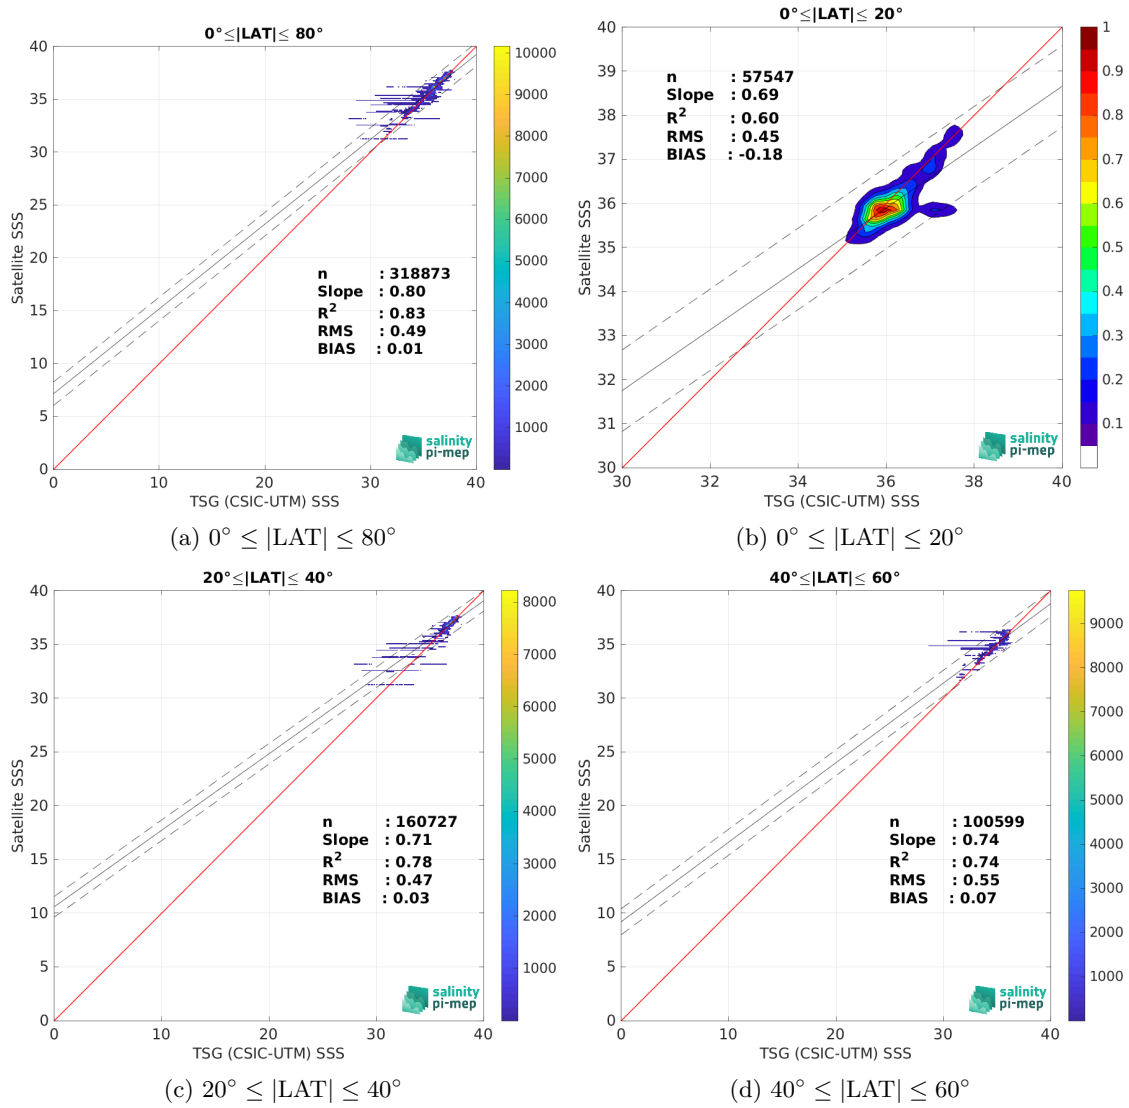 0°≤|LAT|≤ 80°
40
35
30
25
20
15
10
5
0
0
10
20
30
40
Satellite SSS
TSG (CSIC-UTM) SSS
n : 318873
Slope : 0.80
R² : 0.83
RMS : 0.49
BIAS : 0.01
salinity
pi-mep
10000
9000
8000
7000
6000
5000
4000
3000
2000
1000
(a) 0° ≤ |LAT| ≤ 80°
0°≤|LAT|≤ 20°
40
39
38
37
36
35
34
33
32
31
30
30
32
34
36
38
40
Satellite SSS
TSG (CSIC-UTM) SSS
n : 57547
Slope : 0.69
R² : 0.60
RMS : 0.45
BIAS : -0.18
salinity
pi-mep
1
0.9
0.8
0.7
0.6
0.5
0.4
0.3
0.2
0.1
(b) 0° ≤ |LAT| ≤ 20°
20°≤|LAT|≤ 40°
40
35
30
25
20
15
10
5
0
0
10
20
30
40
Satellite SSS
TSG (CSIC-UTM) SSS
n : 160727
Slope : 0.71
R² : 0.78
RMS : 0.47
BIAS : 0.03
salinity
pi-mep
8000
7000
6000
5000
4000
3000
2000
1000
(c) 20° ≤ |LAT| ≤ 40°
40°≤|LAT|≤ 60°
40
35
30
25
20
15
10
5
0
0
10
20
30
40
Satellite SSS
TSG (CSIC-UTM) SSS
n : 100599
Slope : 0.74
R² : 0.74
RMS : 0.55
BIAS : 0.07
salinity
pi-mep
9000
8000
7000
6000
5000
4000
3000
2000
1000
(d) 40° ≤ |LAT| ≤ 60°